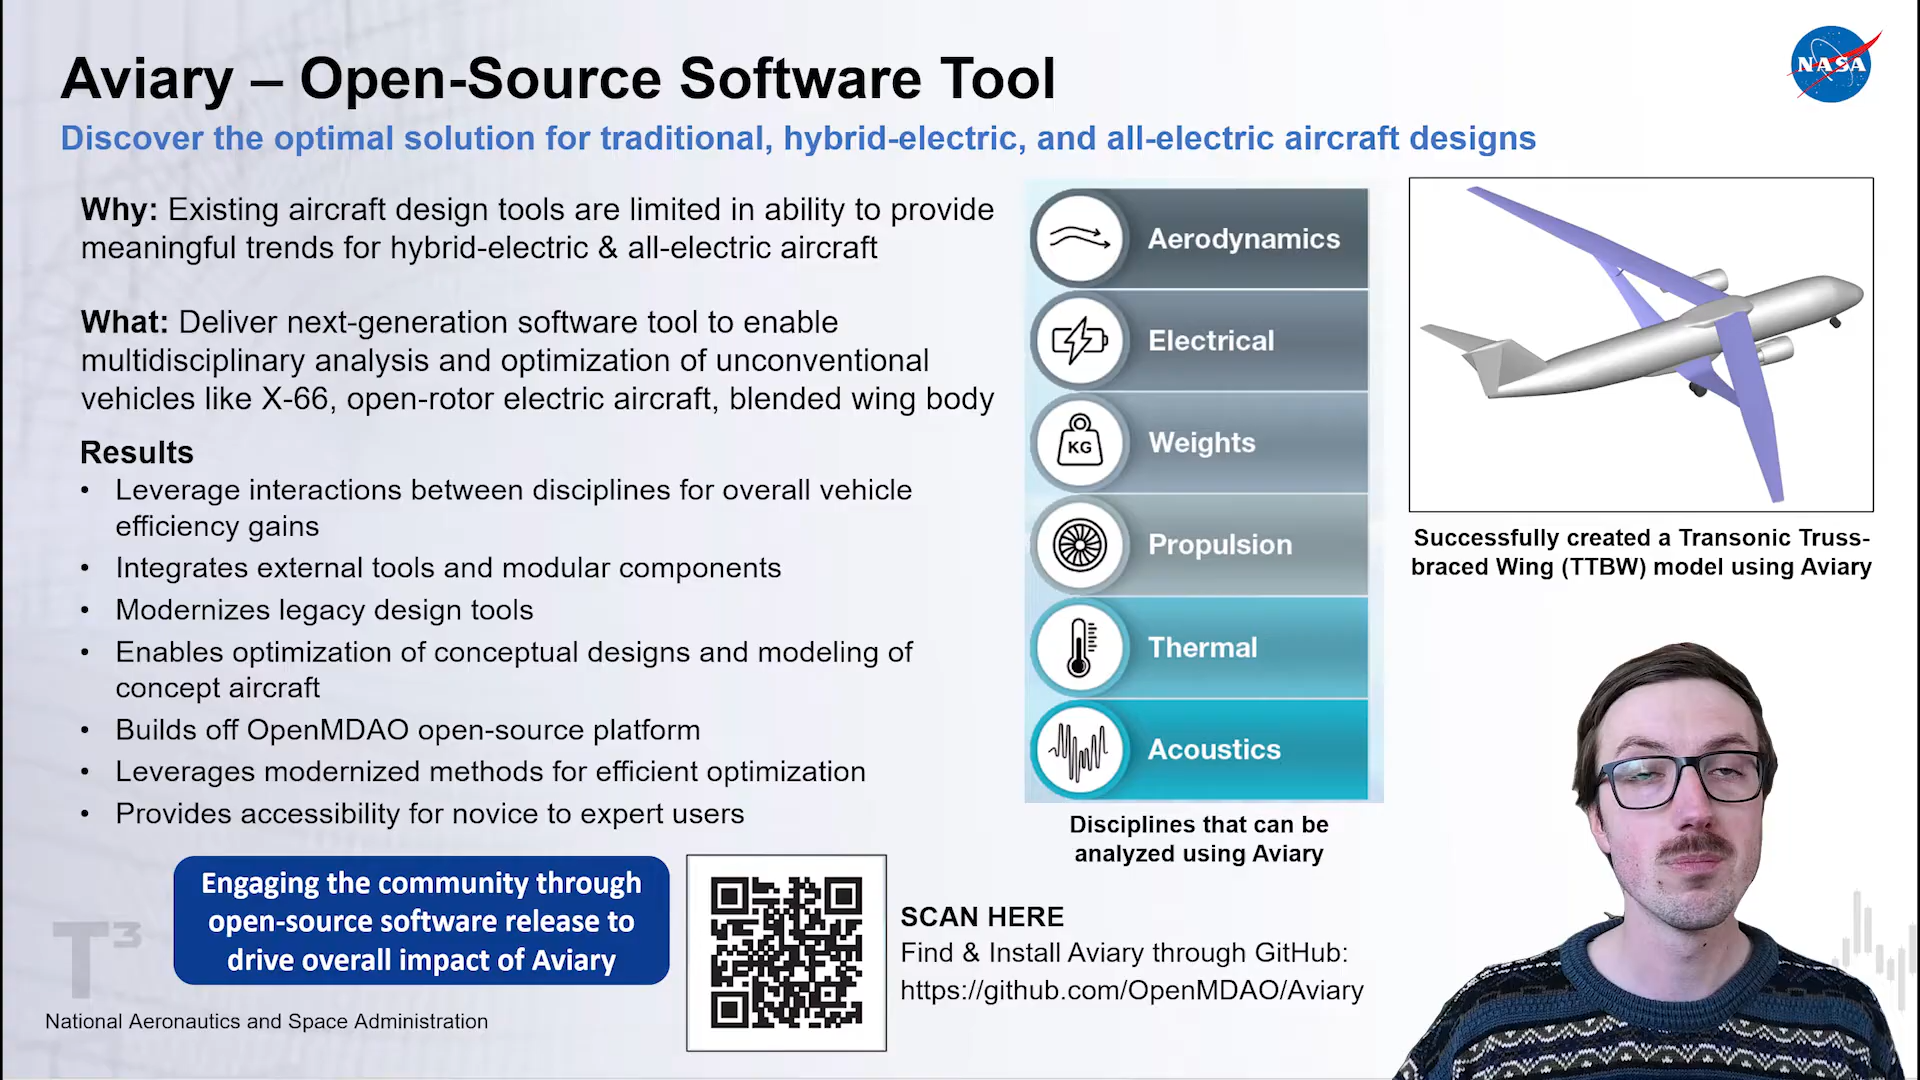 Aviary – Open-Source Software Tool
NASA
Discover the optimal solution for traditional, hybrid-electric, and all-electric aircraft designs
Why: Existing aircraft design tools are limited in ability to provide
meaningful trends for hybrid-electric & all-electric aircraft
What: Deliver next-generation software tool to enable
multidisciplinary analysis and optimization of unconventional
vehicles like X-66, open-rotor electric aircraft, blended wing body
Results
• Leverage interactions between disciplines for overall vehicle
efficiency gains
• Integrates external tools and modular components
• Modernizes legacy design tools
• Enables optimization of conceptual designs and modeling of
concept aircraft
• Builds off OpenMDAO open-source platform
• Leverages modernized methods for efficient optimization
• Provides accessibility for novice to expert users
Aerodynamics
Electrical
KG
Weights
Propulsion
Thermal
Acoustics
Disciplines that can be
analyzed using Aviary
Successfully created a Transonic Truss-
braced Wing (TTBW) model using Aviary
Engaging the community through
open-source software release to
drive overall impact of Aviary
SCAN HERE
Find & Install Aviary through GitHub:
https://github.com/OpenMDAO/Aviary
T³
National Aeronautics and Space Administration